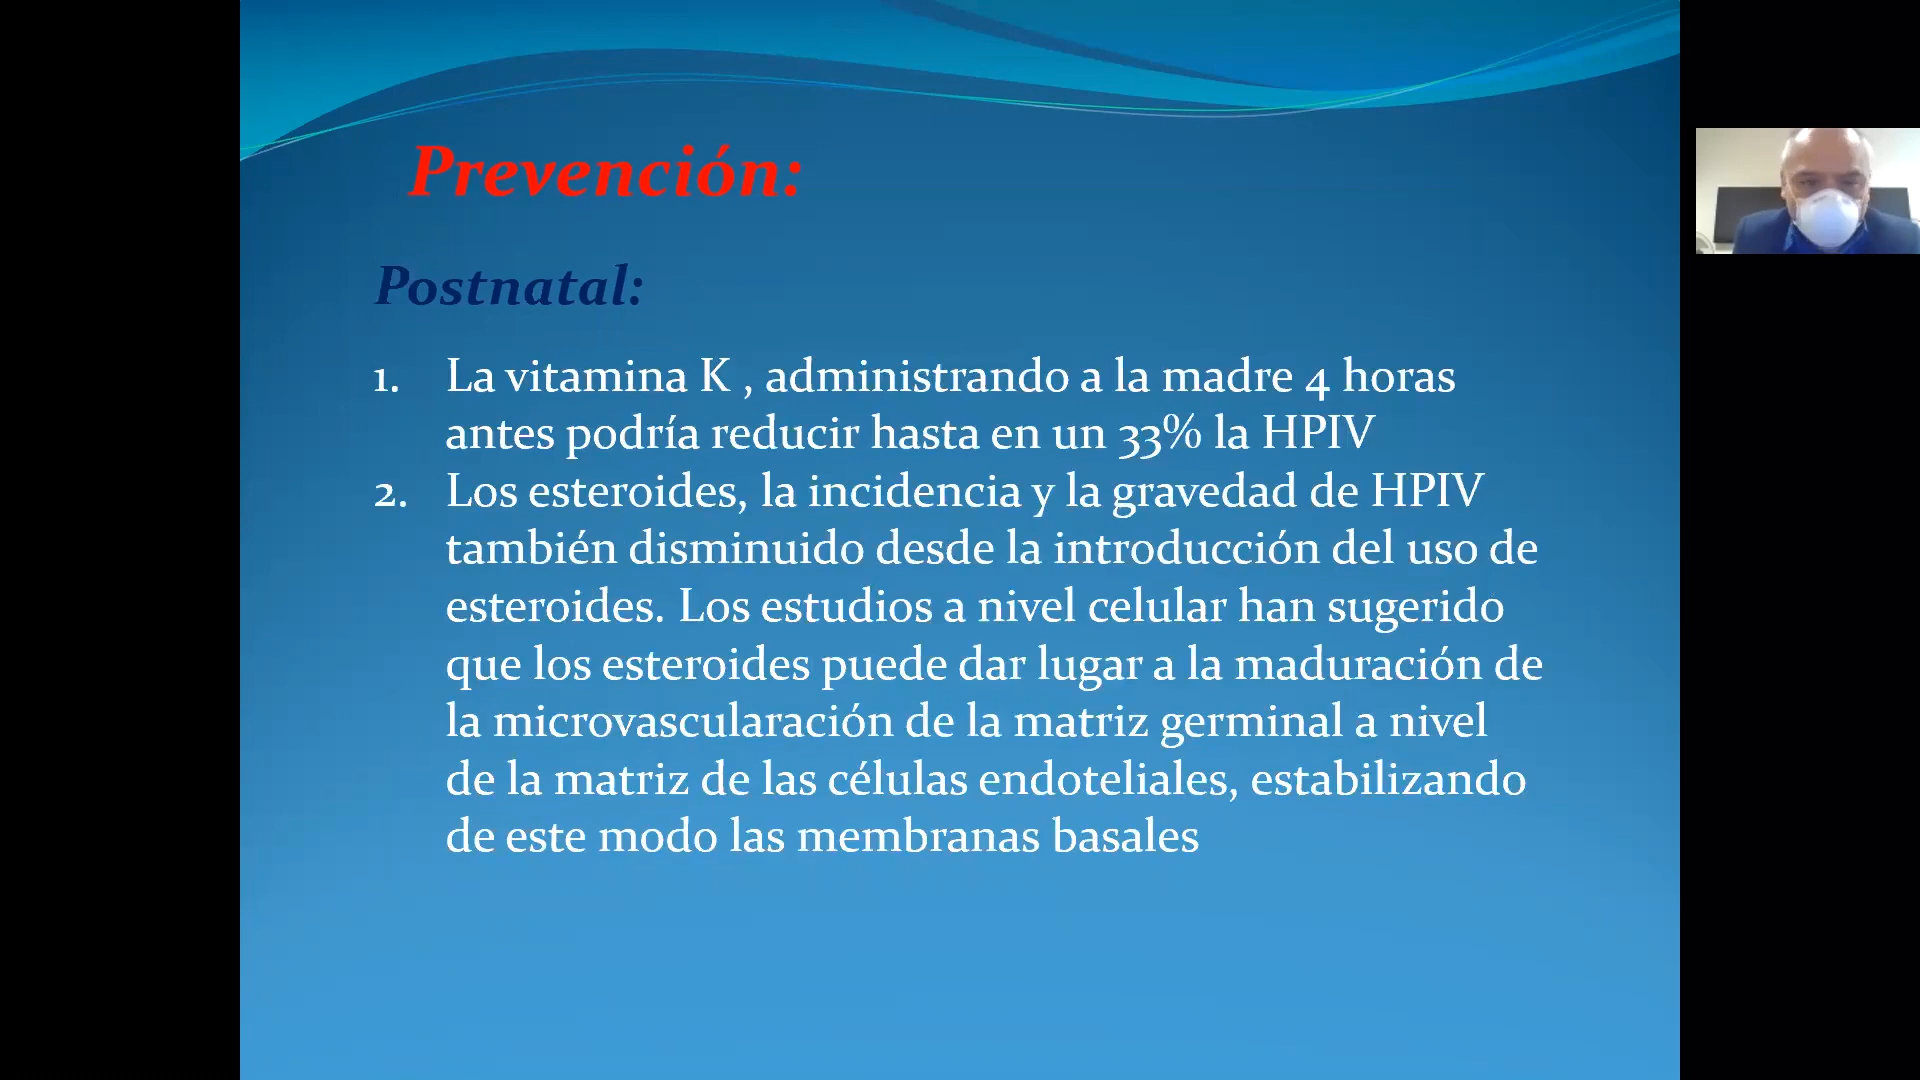 Prevención:
Postnatal:
1. La vitamina K , administrando a la madre 4 horas
antes podría reducir hasta en un 33% la HPIV
2. Los esteroides, la incidencia y la gravedad de HPIV
también disminuido desde la introducción del uso de
esteroides. Los estudios a nivel celular han sugerido
que los esteroides puede dar lugar a la maduración de
la microvascularación de la matriz germinal a nivel
de la matriz de las células endoteliales, estabilizando
de este modo las membranas basales